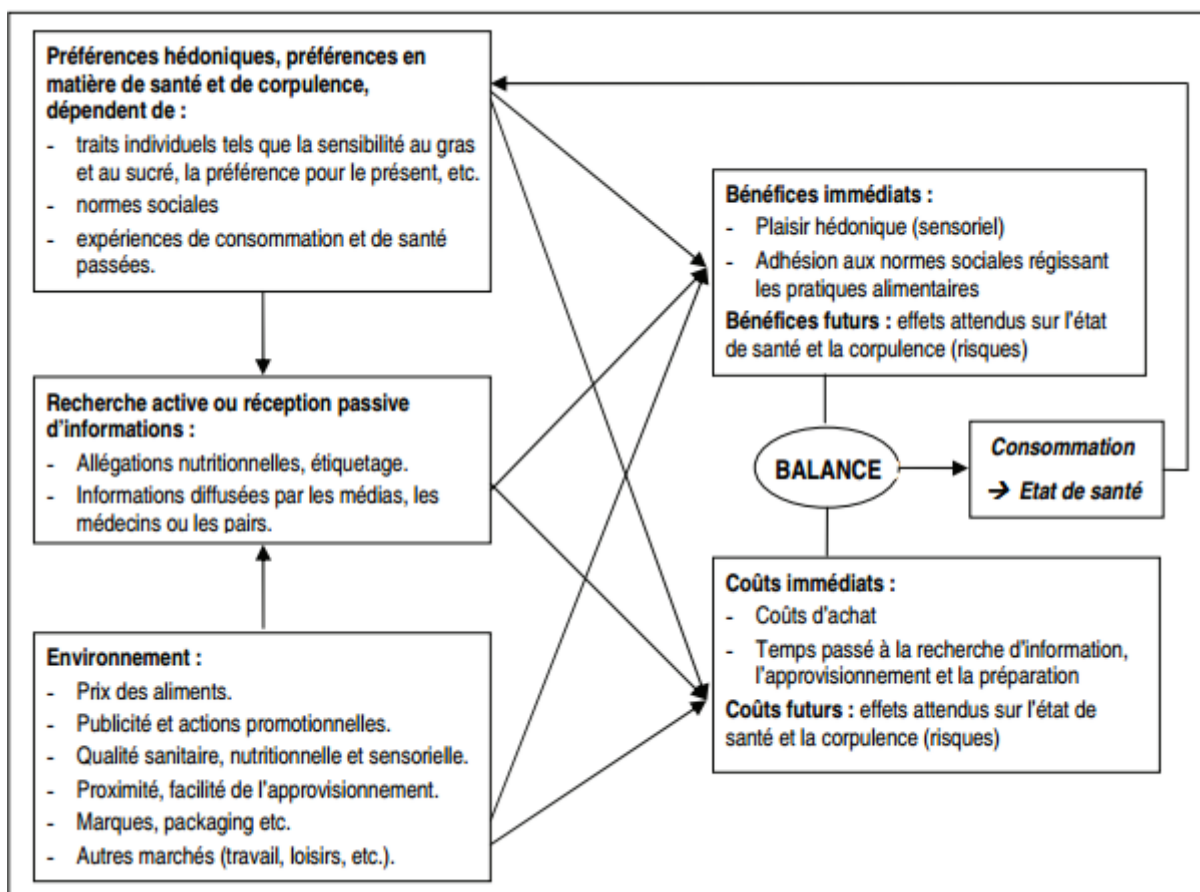 Préférences hédoniques, préférences en
matière de santé et de corpulence,
dépendent de :
- traits individuels tels que la sensibilité au gras
et au sucré, la préférence pour le présent, etc.
- normes sociales
- expériences de consommation et de santé
passées.
Recherche active ou réception passive
d'informations :
- Allégations nutritionnelles, étiquetage.
- Informations diffusées par les médias, les
médecins ou les pairs.
Environnement :
- Prix des aliments.
- Publicité et actions promotionnelles.
- Qualité sanitaire, nutritionnelle et sensorielle.
- Proximité, facilité de l'approvisionnement.
- Marques, packaging etc.
- Autres marchés (travail, loisirs, etc.).
Bénéfices immédiats :
- Plaisir hédonique (sensoriel)
- Adhésion aux normes sociales régissant
les pratiques alimentaires
Bénéfices futurs : effets attendus sur l'état
de santé et la corpulence (risques)
BALANCE
Consommation
→ Etat de santé
Coûts immédiats :
- Coûts d'achat
- Temps passé à la recherche d'information,
l'approvisionnement et la préparation
Coûts futurs : effets attendus sur l'état de
santé et la corpulence (risques)